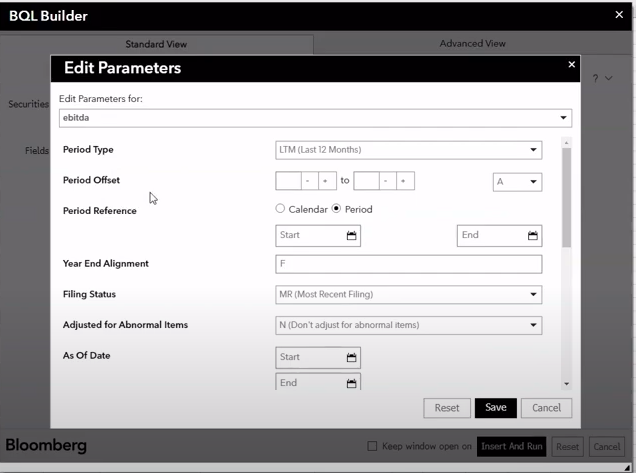 BQL Builder
Standard View
Advanced View
Edit Parameters
?
Securities
Edit Parameters for:
ebitda
Fields
Period Type
LTM (Last 12 Months)
Period Offset
- +
to
- +
A
Period Reference
Calendar
Period
Start
End
Year End Alignment
F
Filing Status
MR (Most Recent Filing)
Adjusted for Abnormal Items
N (Don't adjust for abnormal items)
As Of Date
Start
End
Reset
Save
Cancel
Bloomberg
Keep window open on
Insert And Run
Reset
Cancel